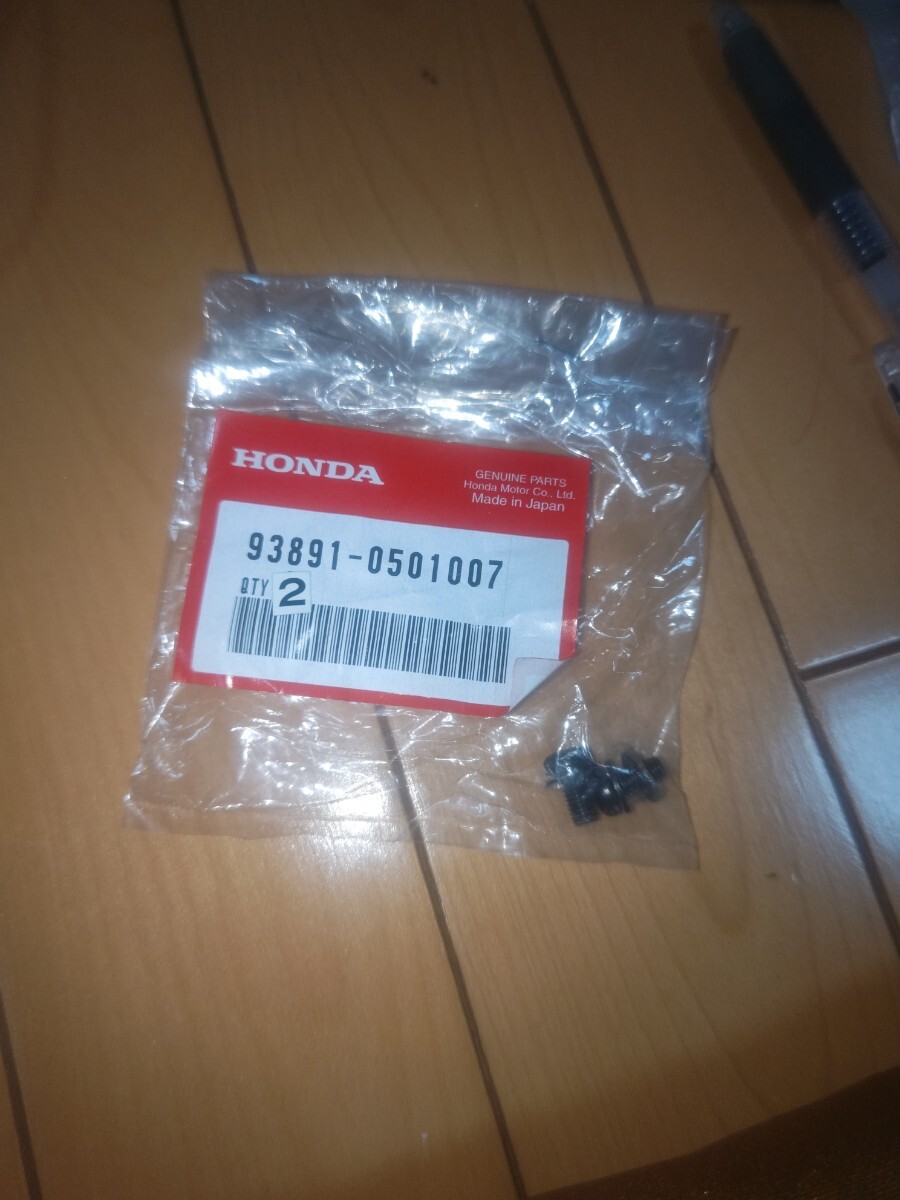 HONDA
GENUINE PARTS
Honda Motor Co., Ltd.
Made in Japan
93891-0501007
QTY 2